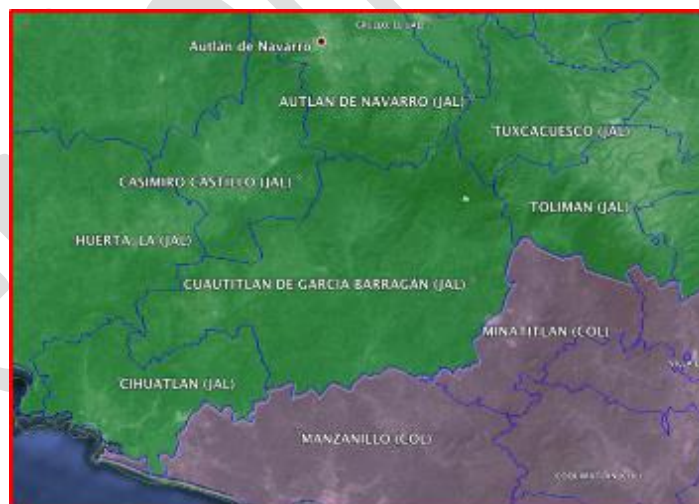 Autlán de Navarro
AUTLAN DE NAVARRO (JAL)
TUXCACUESCO (JAL)
CASIMIRO CASTILLO (JAL)
TOLIMAN (JAL)
HUERTA, LA (JAL)
CUAUTITLAN DE GARCIA BARRAGÁN (JAL)
MINATITLAN (COL)
CIHUATLAN (JAL)
MANZANILLO (COL)